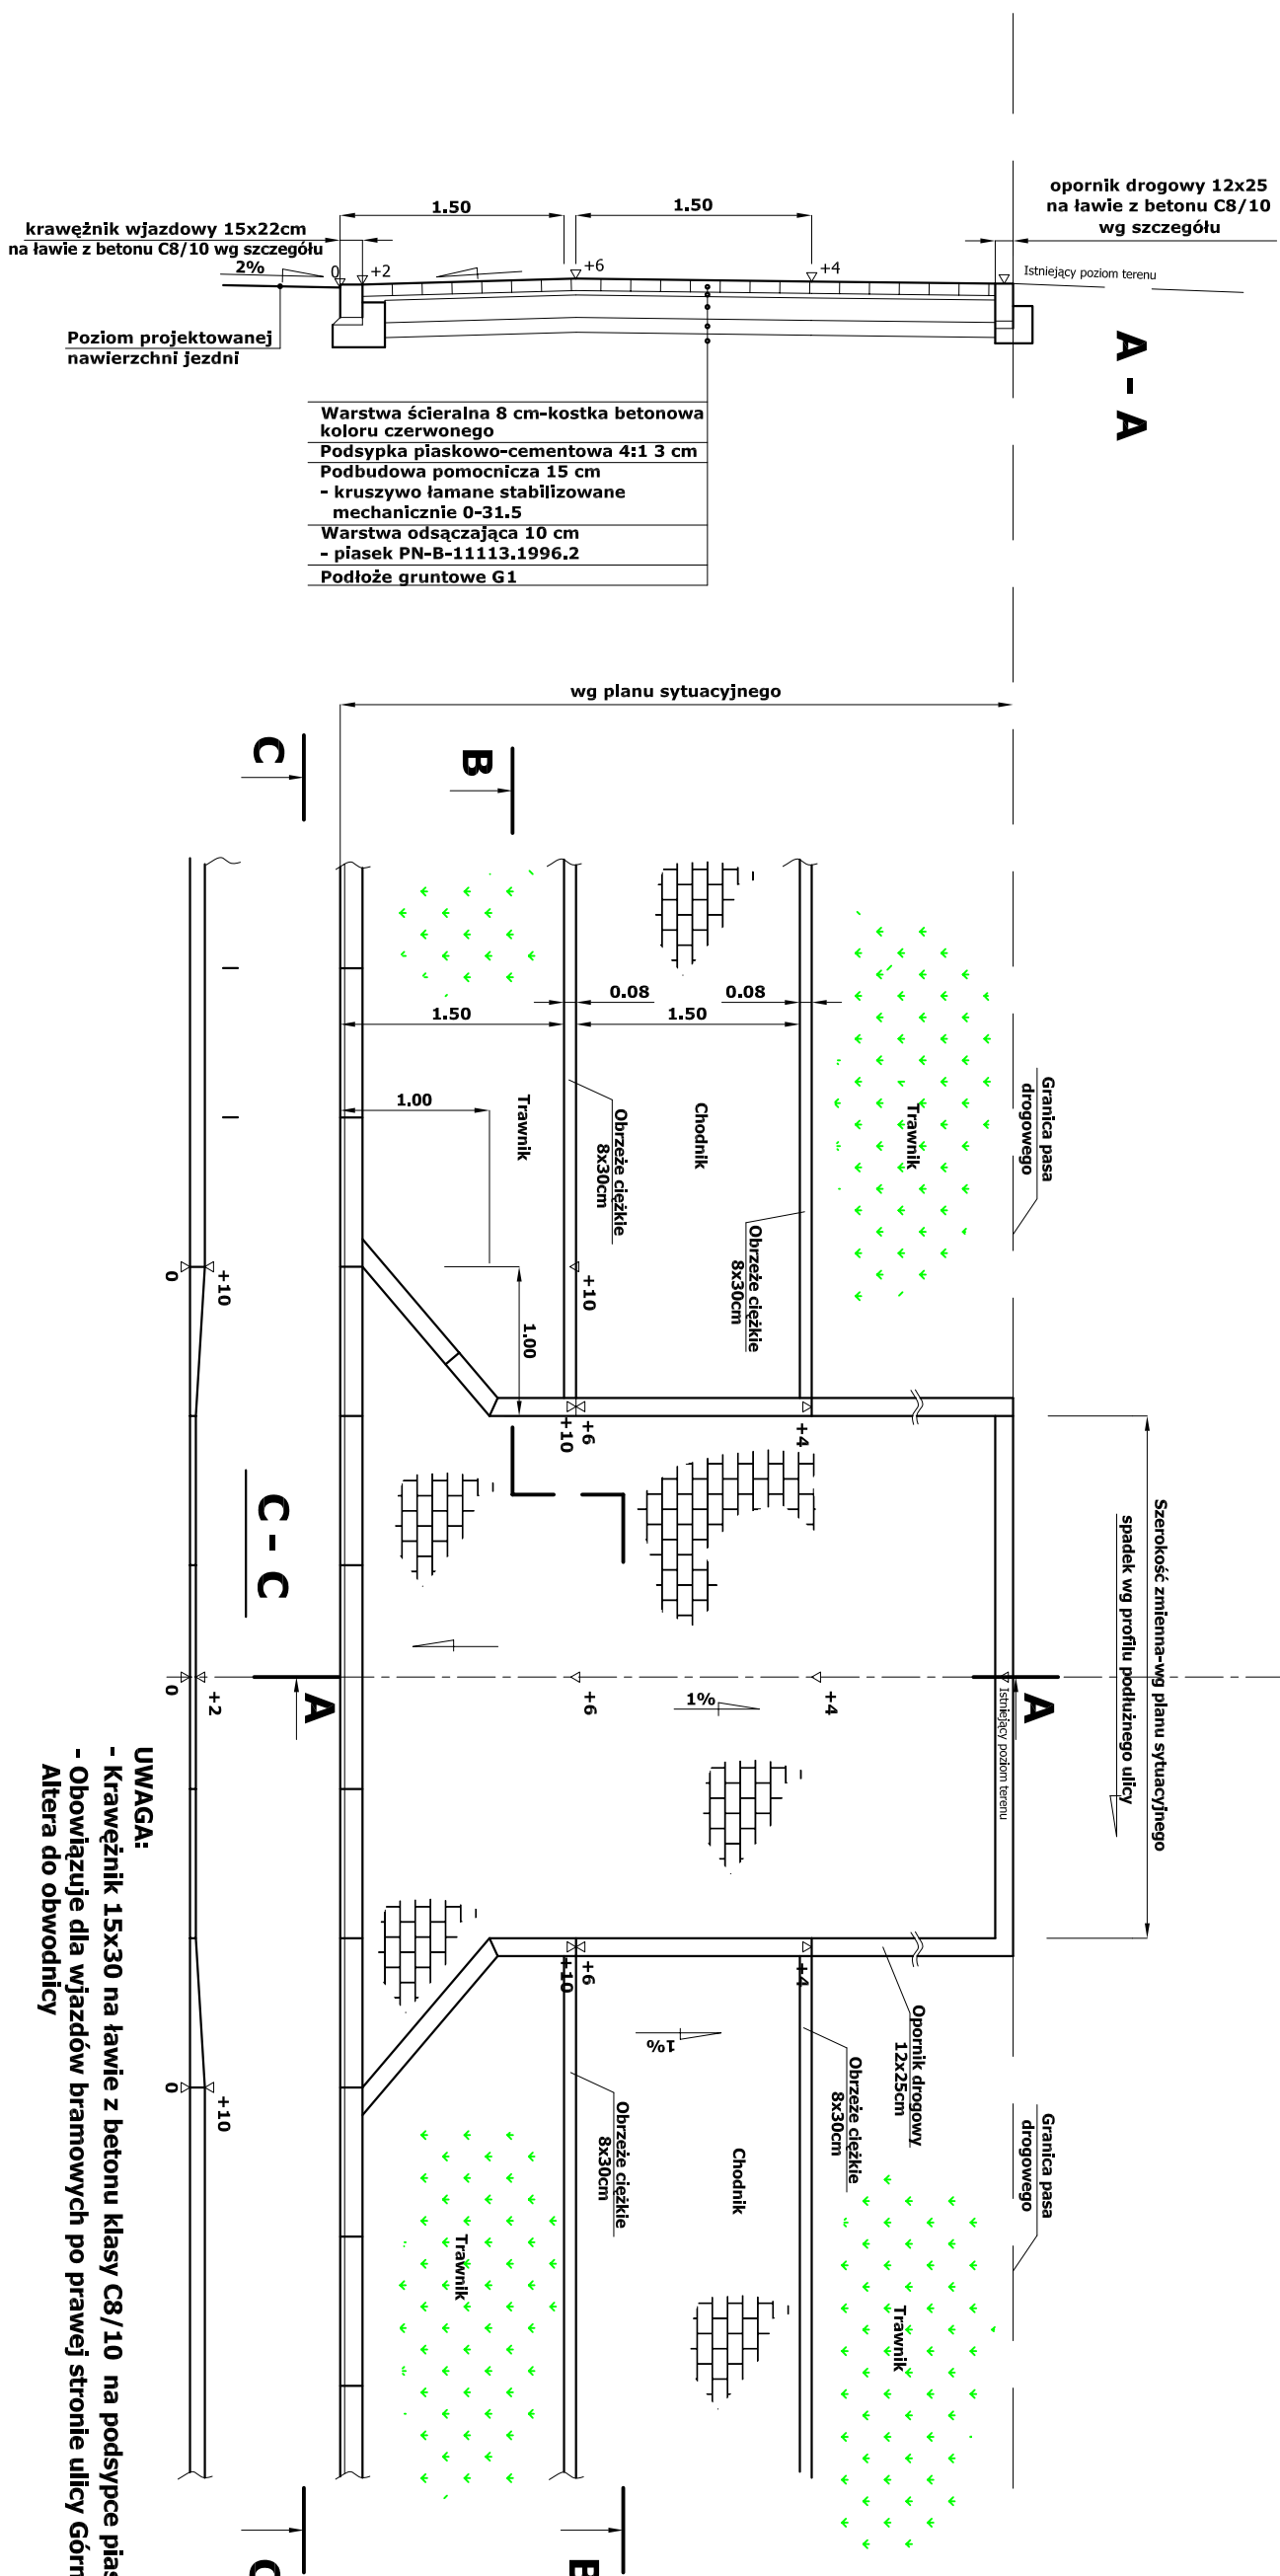 opornik drogowy 12x25
na ławie z betonu C8/10
wg szczegółu
1.50
1.50
krawężnik wjazdowy 15x22cm
na ławie z betonu C8/10 wg szczegółu
2%
0
+2
+6
+4
Istniejący poziom terenu
Poziom projektowanej
nawierzchni jezdni
A - A
Warstwa ścieralna 8 cm-kostka betonowa
koloru czerwonego
Podsypka piaskowo-cementowa 4:1 3 cm
Podbudowa pomocnicza 15 cm
- kruszywo łamane stabilizowane
mechanicznie 0-31.5
Warstwa odsączająca 10 cm
- piasek PN-B-11113.1996.2
Podłoże gruntowe G1
wg planu sytuacyjnego
C
B
0.08
0.08
1.50
1.50
1.00
Trawnik
Obrzeże ciężkie
8x30cm
Chodnik
Trawnik
Granica pasa
drogowego
Obrzeże ciężkie
8x30cm
0
+10
+10
1.00
+10
+6
+4
Szerokość zmienna-wg planu sytuacyjnego
spadek wg profilu podłużnego ulicy
C - C
0
+2
A
+6
1%
+4
Istniejący poziom terenu
A
+10
+6
+4
0
+10
1%
Opornik drogowy
12x25cm
Obrzeże ciężkie
8x30cm
Obrzeże ciężkie
8x30cm
Chodnik
Granica pasa
drogowego
Trawnik
Trawnik
UWAGA:
- Krawężnik 15x30 na ławie z betonu klasy C8/10 na podsypce
- Obowiązuje dla wjazdów bramowych po prawej stronie ulicy
Altera do obwodnicy